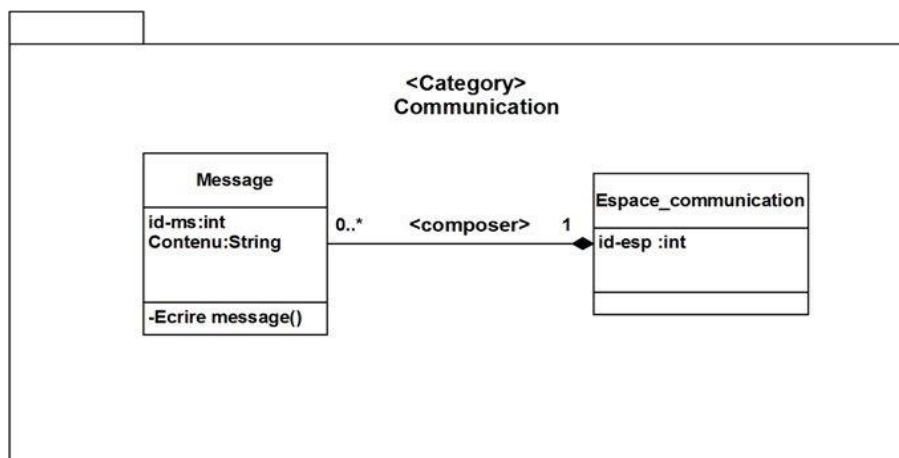 <Category>
Communication
Message
id-ms:int
Contenu:String
-Ecrire message()
0..*
<composer>
1
Espace_communication
id-esp :int